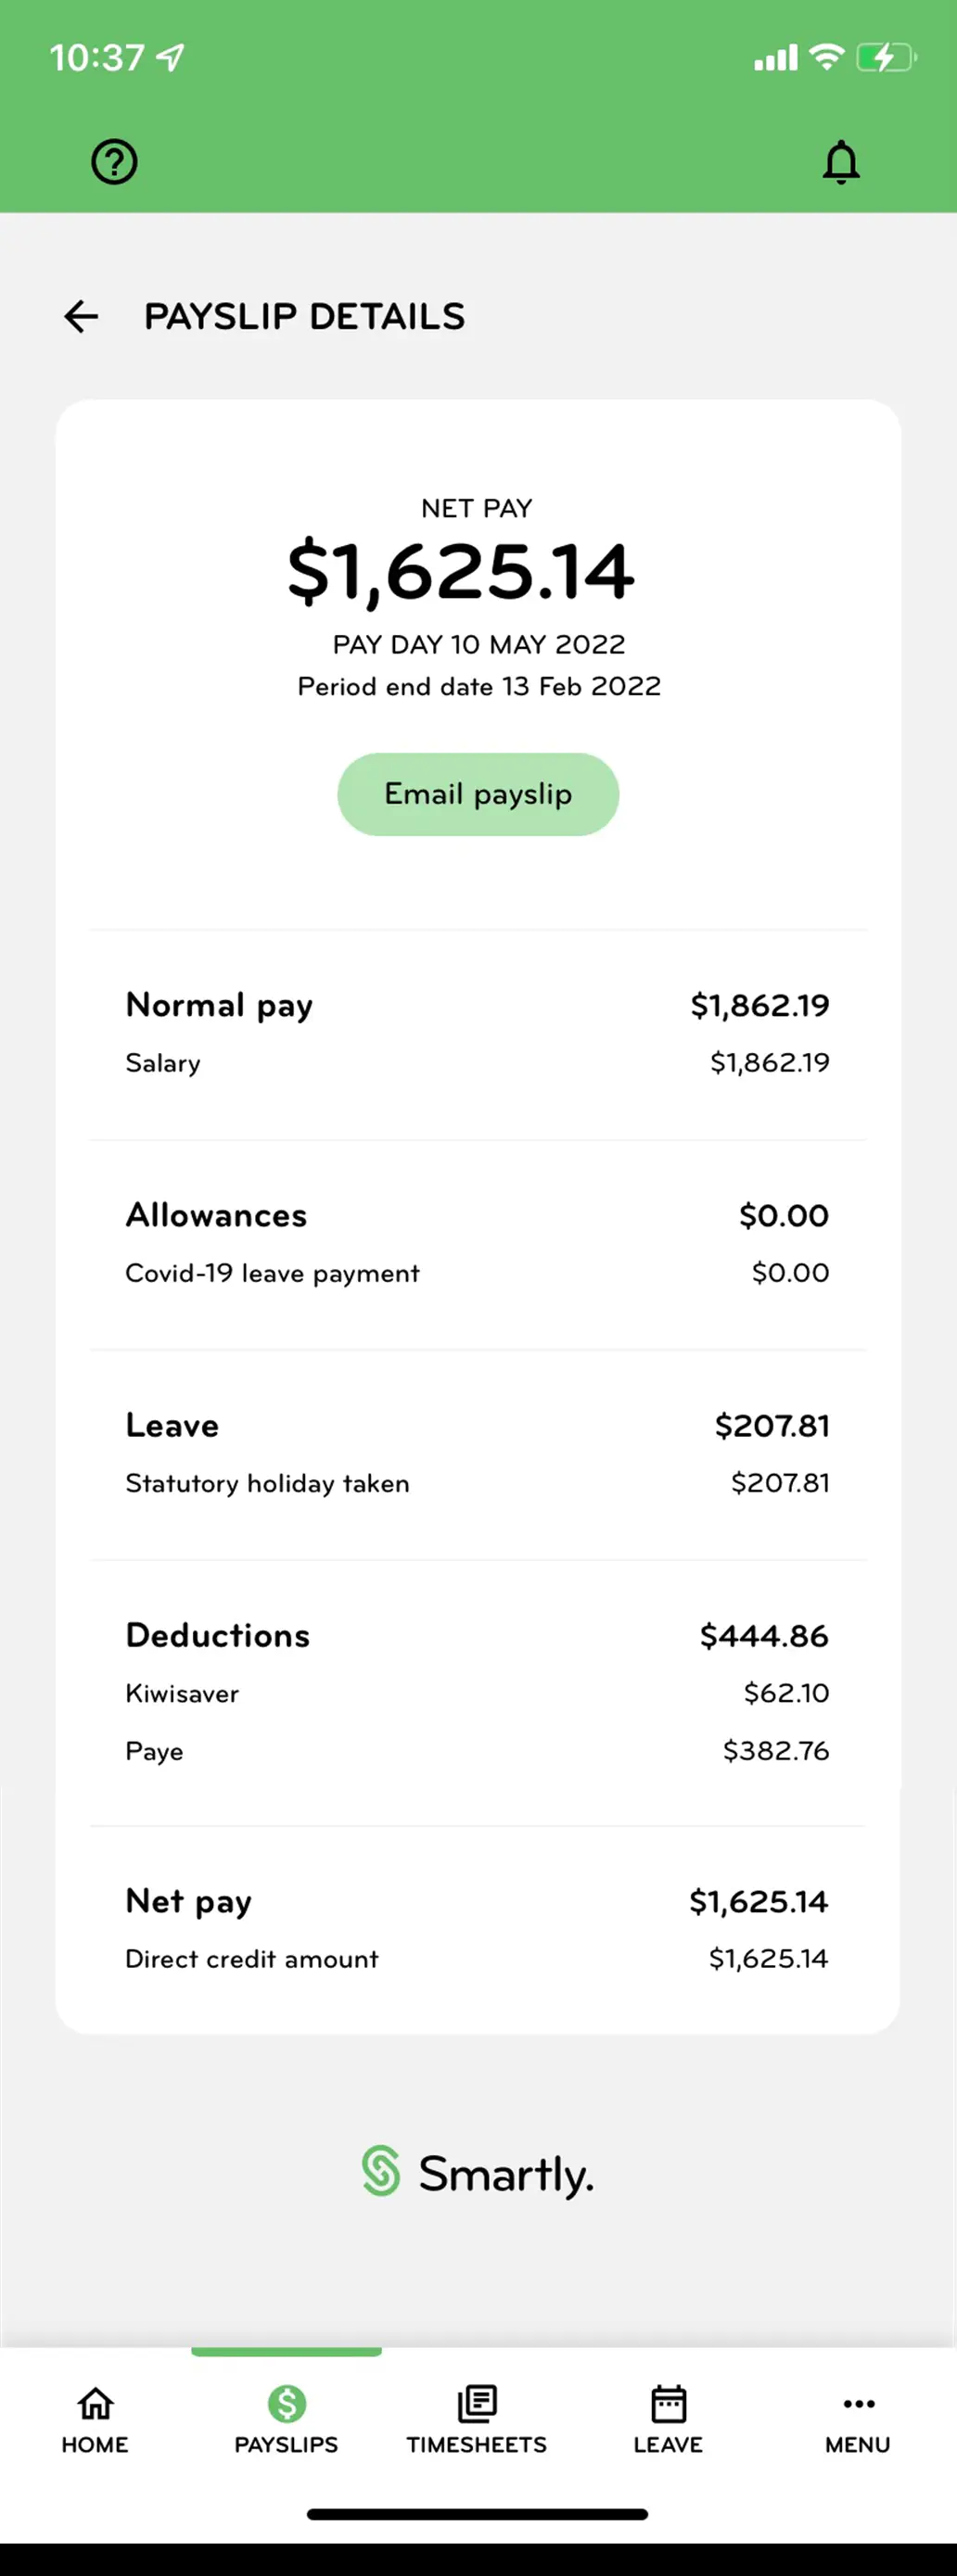 10:37
PAYSLIP DETAILS
NET PAY
$1,625.14
PAY DAY 10 MAY 2022
Period end date 13 Feb 2022
Email payslip
Normal pay $1,862.19
Salary $1,862.19
Allowances $0.00
Covid-19 leave payment $0.00
Leave $207.81
Statutory holiday taken $207.81
Deductions $444.86
Kiwisaver $62.10
Paye $382.76
Net pay $1,625.14
Direct credit amount $1,625.14
Smartly.
HOME PAYSLIPS TIMESHEETS LEAVE MENU